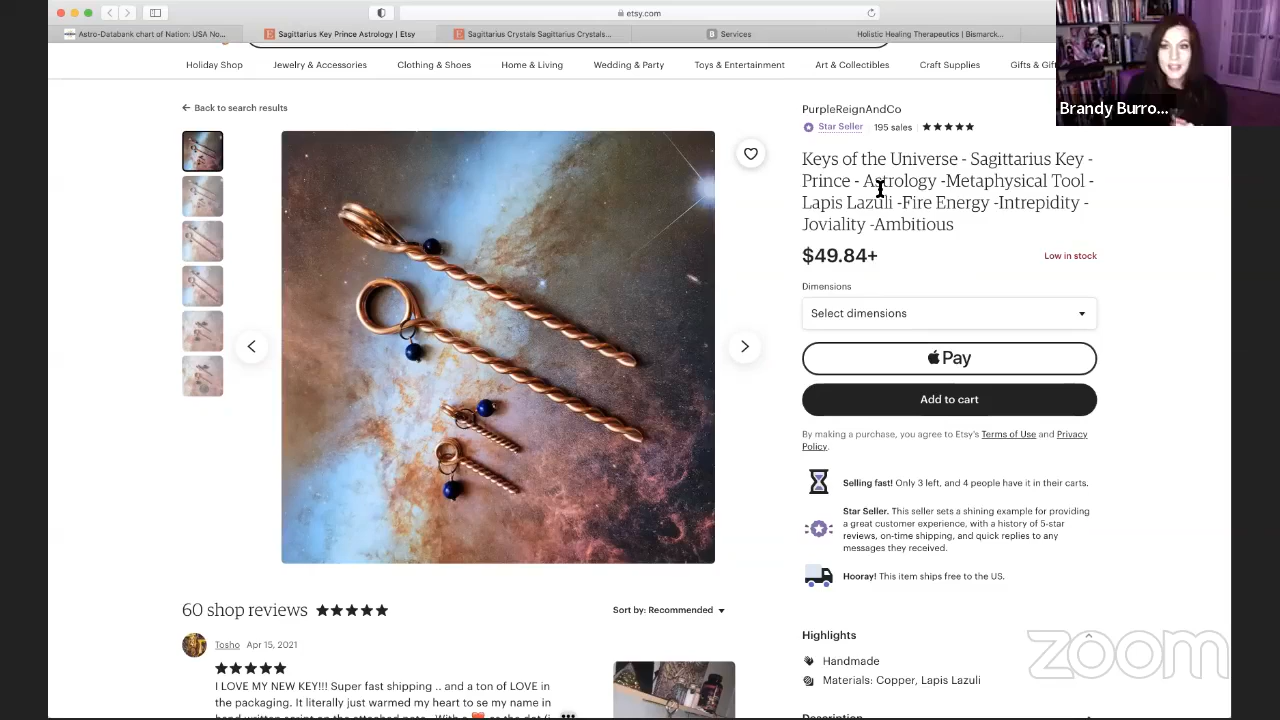 etsy.com
Astro-Databank chart of Nation: USA No...
Sagittarius Key Prince Astrology | Etsy
Sagittarius Crystals Sagittarius Crystals...
B Services
Holistic Healing Therapeutics | Bismarck...
Holiday Shop
Jewelry & Accessories
Clothing & Shoes
Home & Living
Wedding & Party
Toys & Entertainment
Art & Collectibles
Craft Supplies
Gifts & Gif
Brandy Burro...
Back to search results
PurpleReignAndCo
Star Seller 195 sales
Keys of the Universe - Sagittarius Key -
Prince - Astrology -Metaphysical Tool -
Lapis Lazuli -Fire Energy -Intrepidity -
Joviality -Ambitious
$49.84+
Low in stock
Dimensions
Select dimensions
Pay
Add to cart
By making a purchase, you agree to Etsy's Terms of Use and Privacy
Policy.
Selling fast! Only 3 left, and 4 people have it in their carts.
Star Seller. This seller sets a shining example for providing
a great customer experience, with a history of 5-star
reviews, on-time shipping, and quick replies to any
messages they received.
Hooray! This item ships free to the US.
60 shop reviews
Sort by: Recommended
Tosho Apr 15, 2021
I LOVE MY NEW KEY!!! Super fast shipping .. and a ton of LOVE in
the packaging. It literally just warmed my heart to se my name in
Highlights
Handmade
Materials: Copper, Lapis Lazuli
zoom